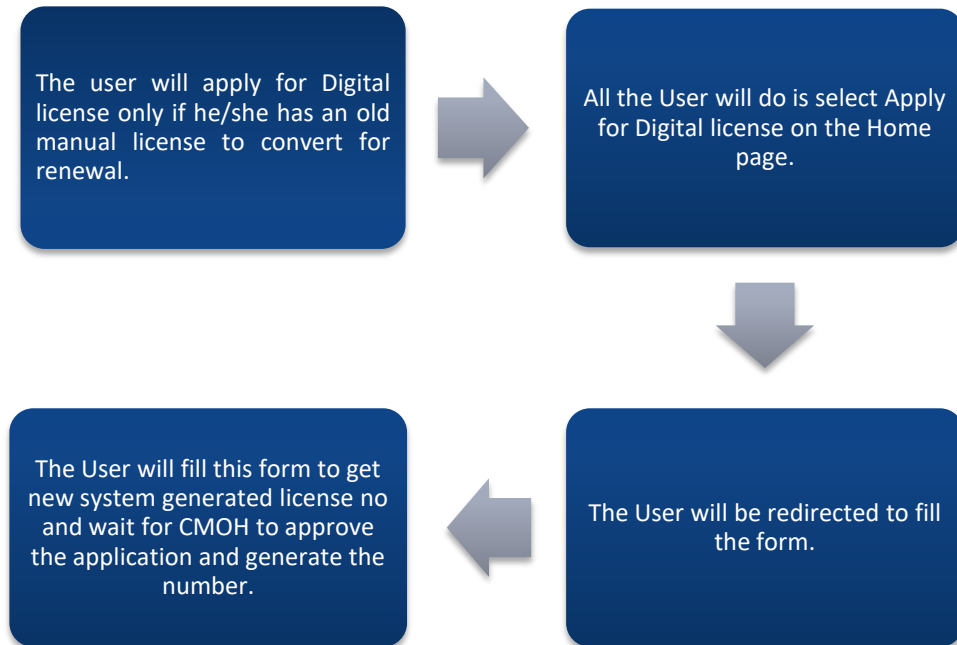 The user will apply for Digital
license only if he/she has an old
manual license to convert for
renewal.
All the User will do is select Apply
for Digital license on the Home
page.
The User will be redirected to fill
the form.
The User will fill this form to get
new system generated license no
and wait for CMOH to approve
the application and generate the
number.